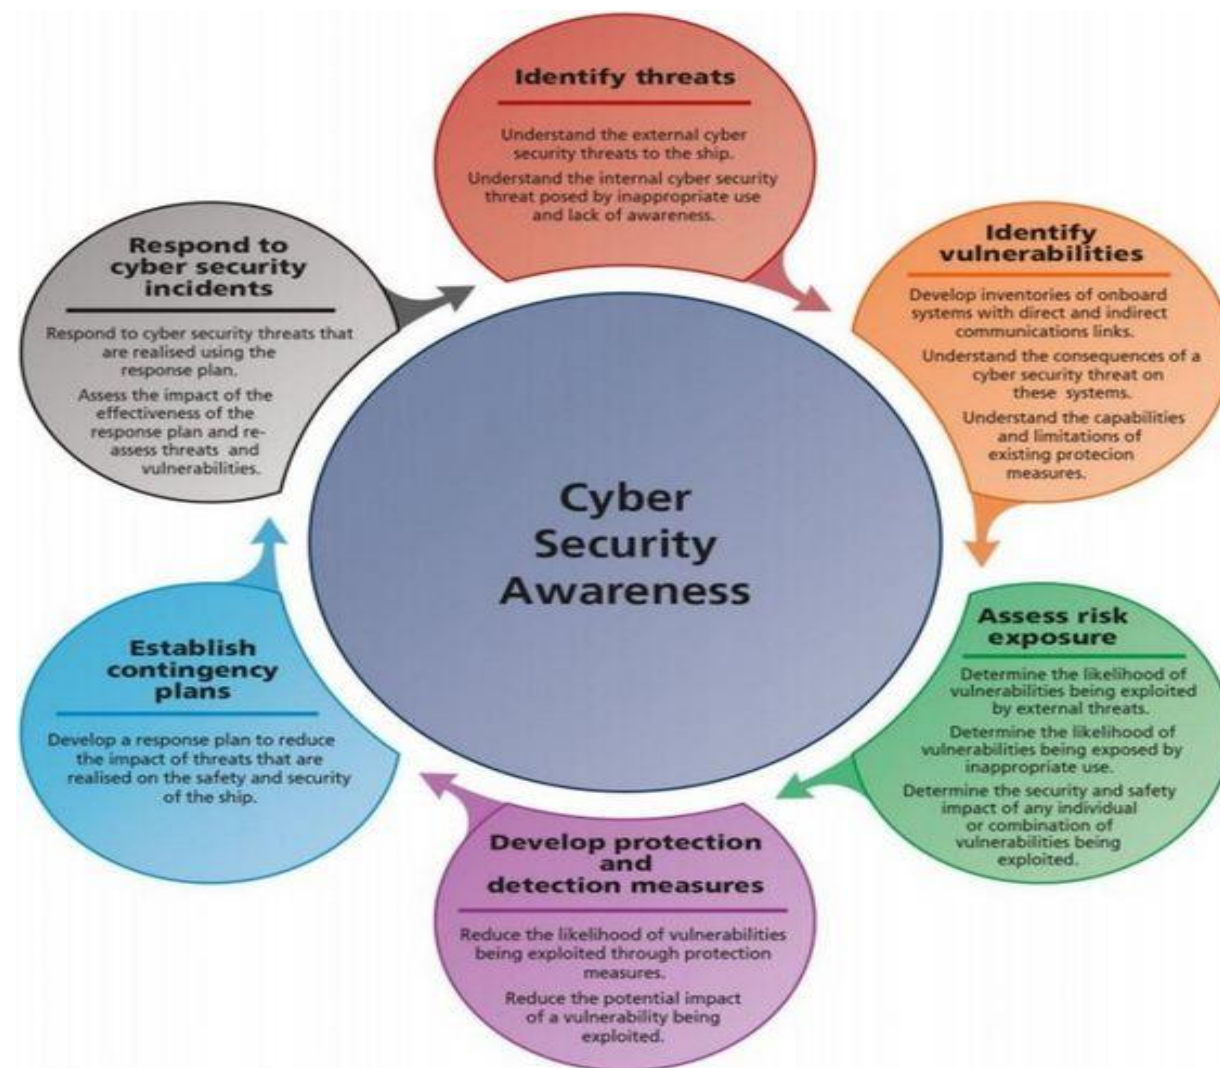 Identify threats
Understand the external cyber
security threats to the ship.
Understand the internal cyber security
threat posed by inappropriate use
and lack of awareness.
Identify
vulnerabilities
Develop inventories of onboard
systems with direct and indirect
communications links.
Understand the consequences of a
cyber security threat on
these systems.
Understand the capabilities
and limitations of
existing protecion
measures.
Assess risk
exposure
Determine the likelihood of
vulnerabilities being exploited
by external threats.
Determine the likelihood of
vulnerabilities being exposed by
inappropriate use.
Determine the security and safety
impact of any individual
or combination of
vulnerabilities being
exploited.
Develop protection
and
detection measures
Reduce the likelihood of vulnerabilities
being exploited through protection
measures.
Reduce the potential impact
of a vulnerability being
exploited.
Establish
contingency
plans
Develop a response plan to reduce
the impact of threats that are
realised on the safety and security
of the ship.
Respond to
cyber security
incidents
Respond to cyber security threats that
are realised using the
response plan.
Assess the impact of the
effectiveness of the
response plan and re-
assess threats and
vulnerabilities.
Cyber
Security
Awareness